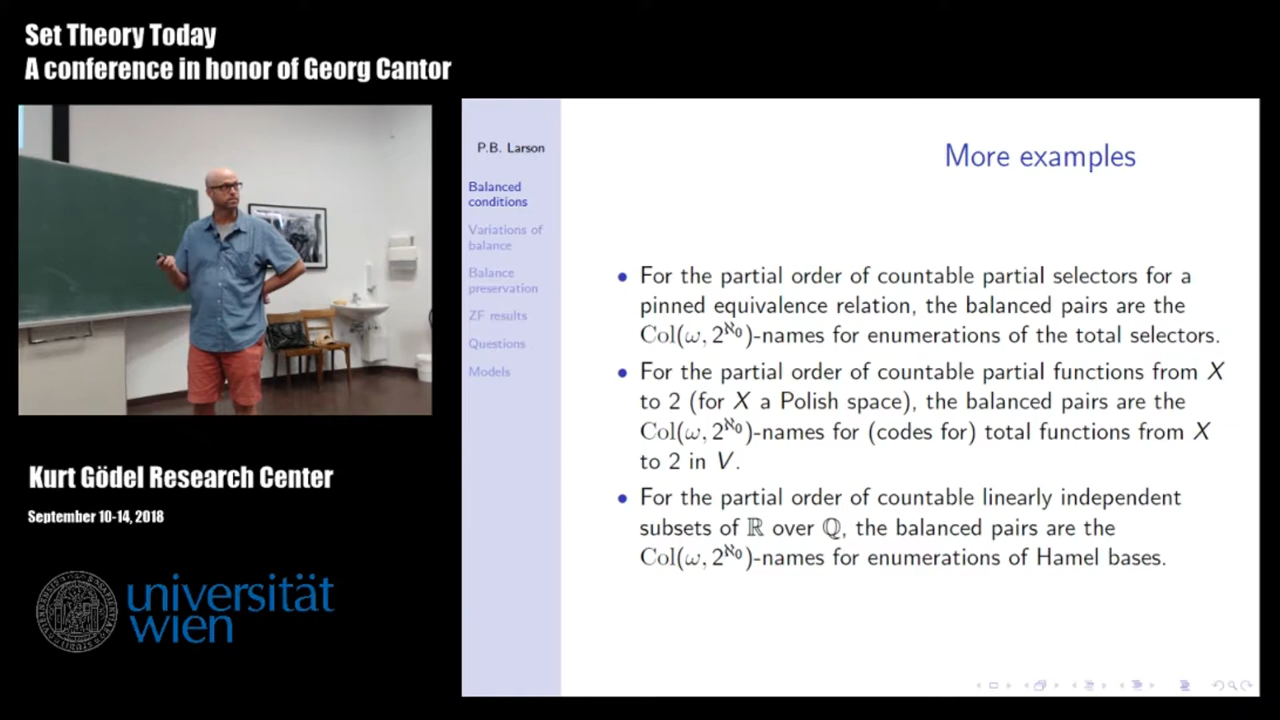 Set Theory Today
A conference in honor of Georg Cantor
Kurt Gödel Research Center
September 10-14, 2018
universität
wien
P.B. Larson
Balanced
conditions
Variations of
balance
Balance
preservation
ZF results
Questions
Models
More examples
• For the partial order of countable partial selectors for a
pinned equivalence relation, the balanced pairs are the
Col(ω, 2^ℵ₀)-names for enumerations of the total selectors.
• For the partial order of countable partial functions from X
to 2 (for X a Polish space), the balanced pairs are the
Col(ω, 2^ℵ₀)-names for (codes for) total functions from X
to 2 in V.
• For the partial order of countable linearly independent
subsets of ℝ over ℚ, the balanced pairs are the
Col(ω, 2^ℵ₀)-names for enumerations of Hamel bases.